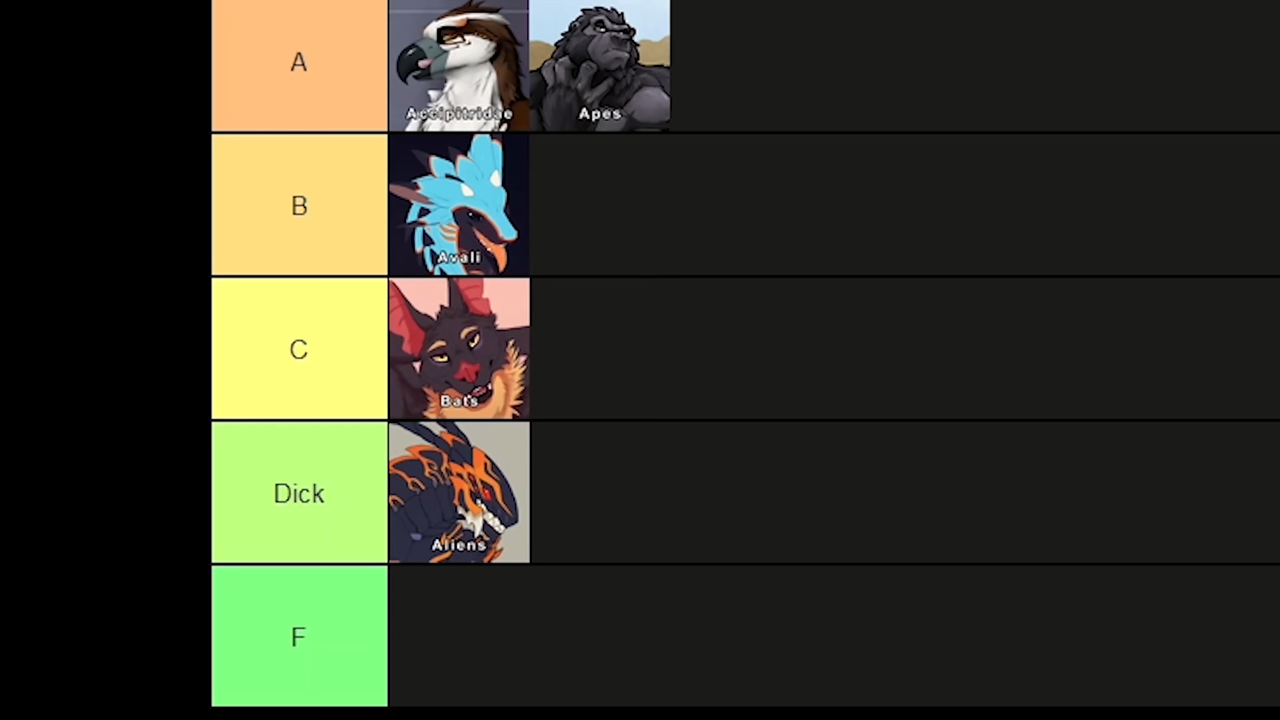 A
Accipitridae
Apes
B
Avali
C
Bats
Dick
Aliens
F